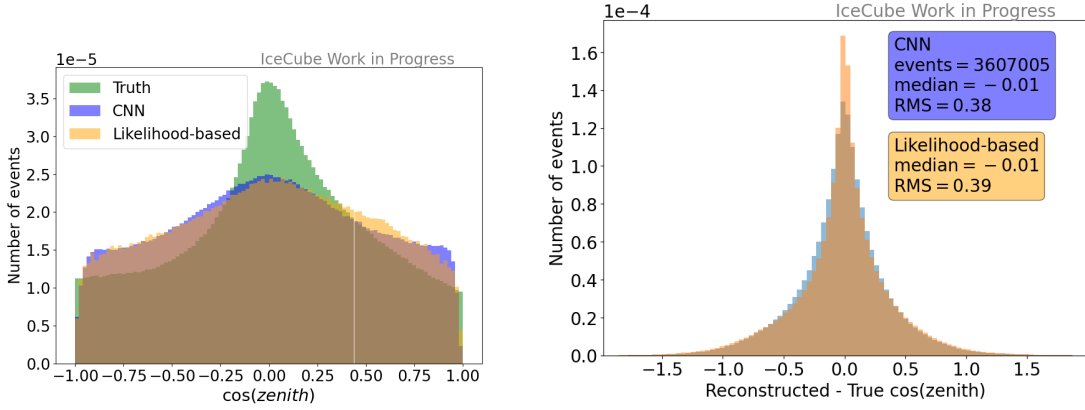 IceCube Work in Progress
1e−5
Truth
CNN
Likelihood-based
Number of events
3.5
3.0
2.5
2.0
1.5
1.0
0.5
0.0
−1.00 −0.75 −0.50 −0.25 0.00 0.25 0.50 0.75 1.00
cos(zenith)
IceCube Work in Progress
1e−4
CNN
events = 3607005
median = − 0.01
RMS = 0.38
Likelihood-based
median = − 0.01
RMS = 0.39
Number of events
1.6
1.4
1.2
1.0
0.8
0.6
0.4
0.2
0.0
−1.5 −1.0 −0.5 0.0 0.5 1.0 1.5
Reconstructed - True cos(zenith)